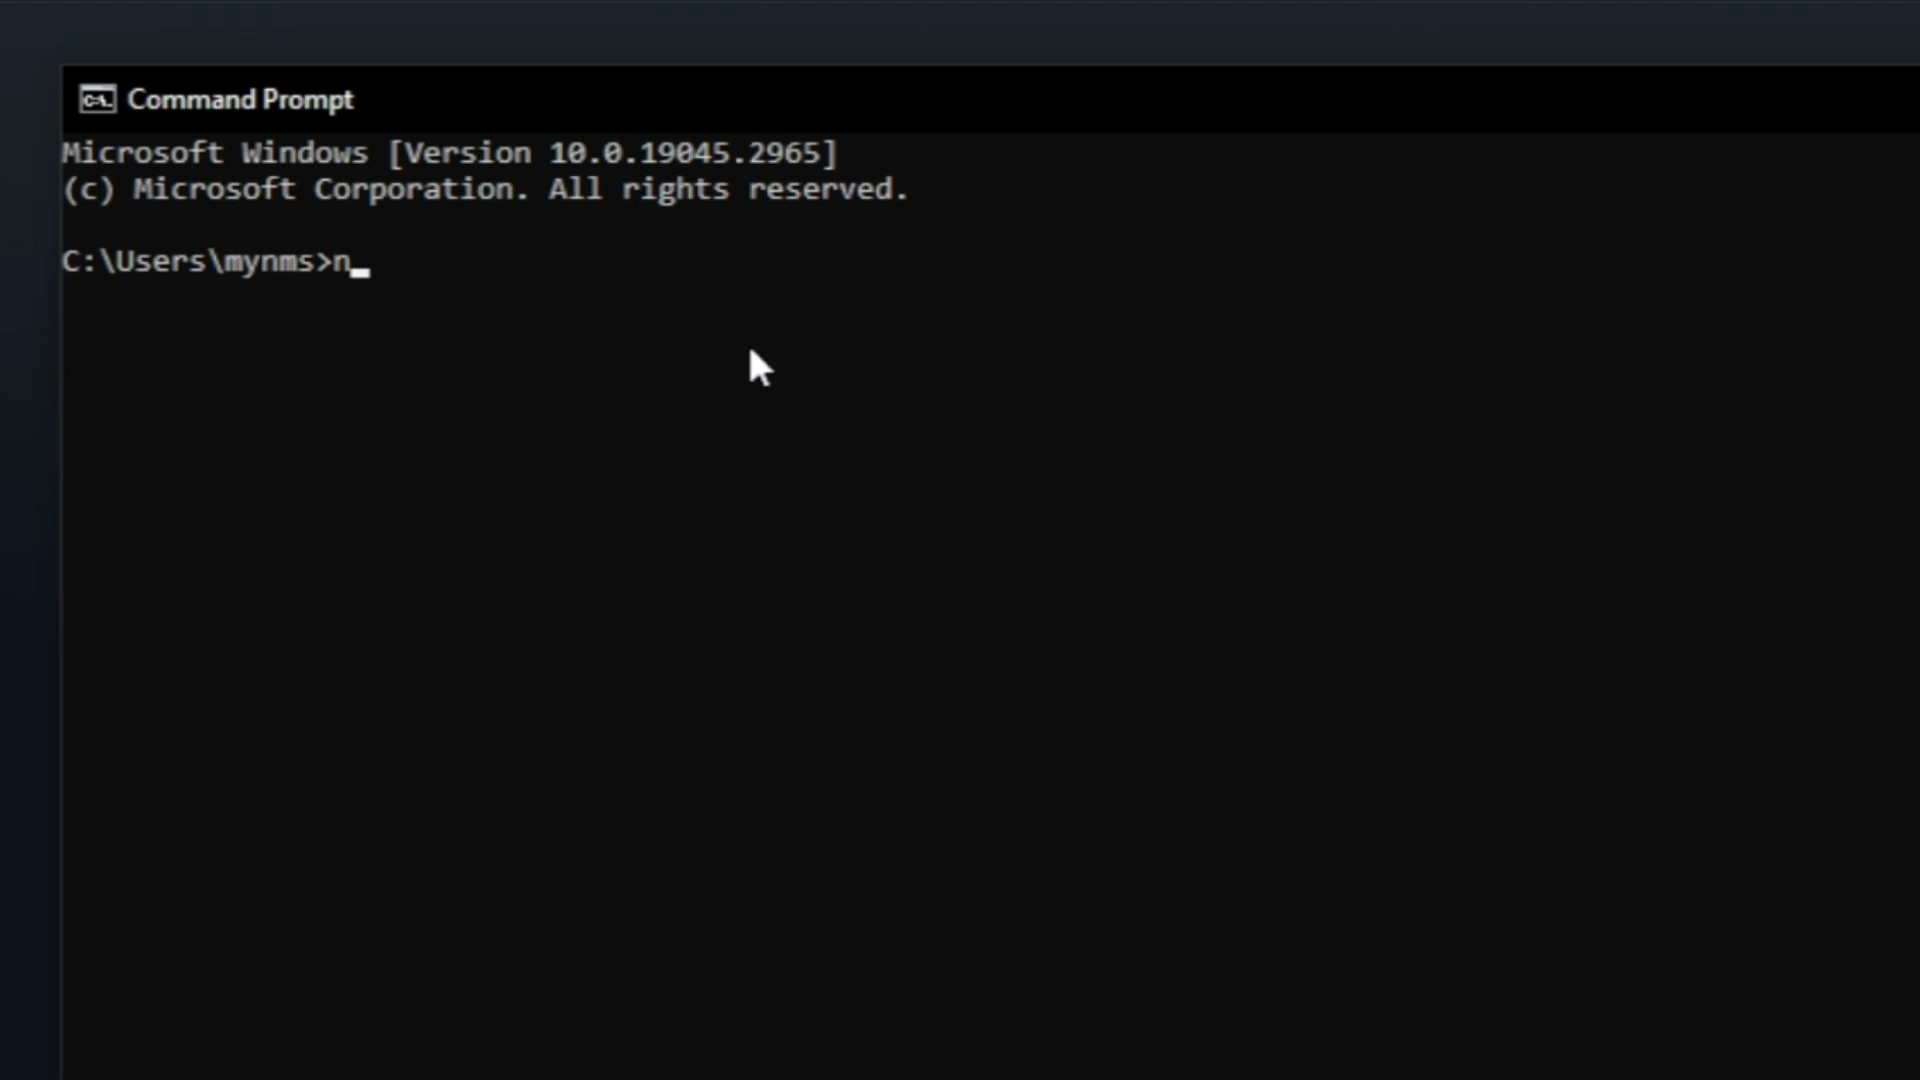 Command Prompt
Microsoft Windows [Version 10.0.19045.2965]
(c) Microsoft Corporation. All rights reserved.
C:\Users\mynms>n